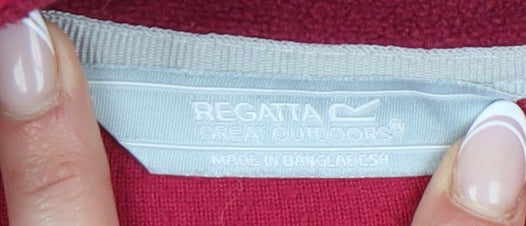 REGATTA
GREAT OUTDOORS®
MADE IN BANGLADESH